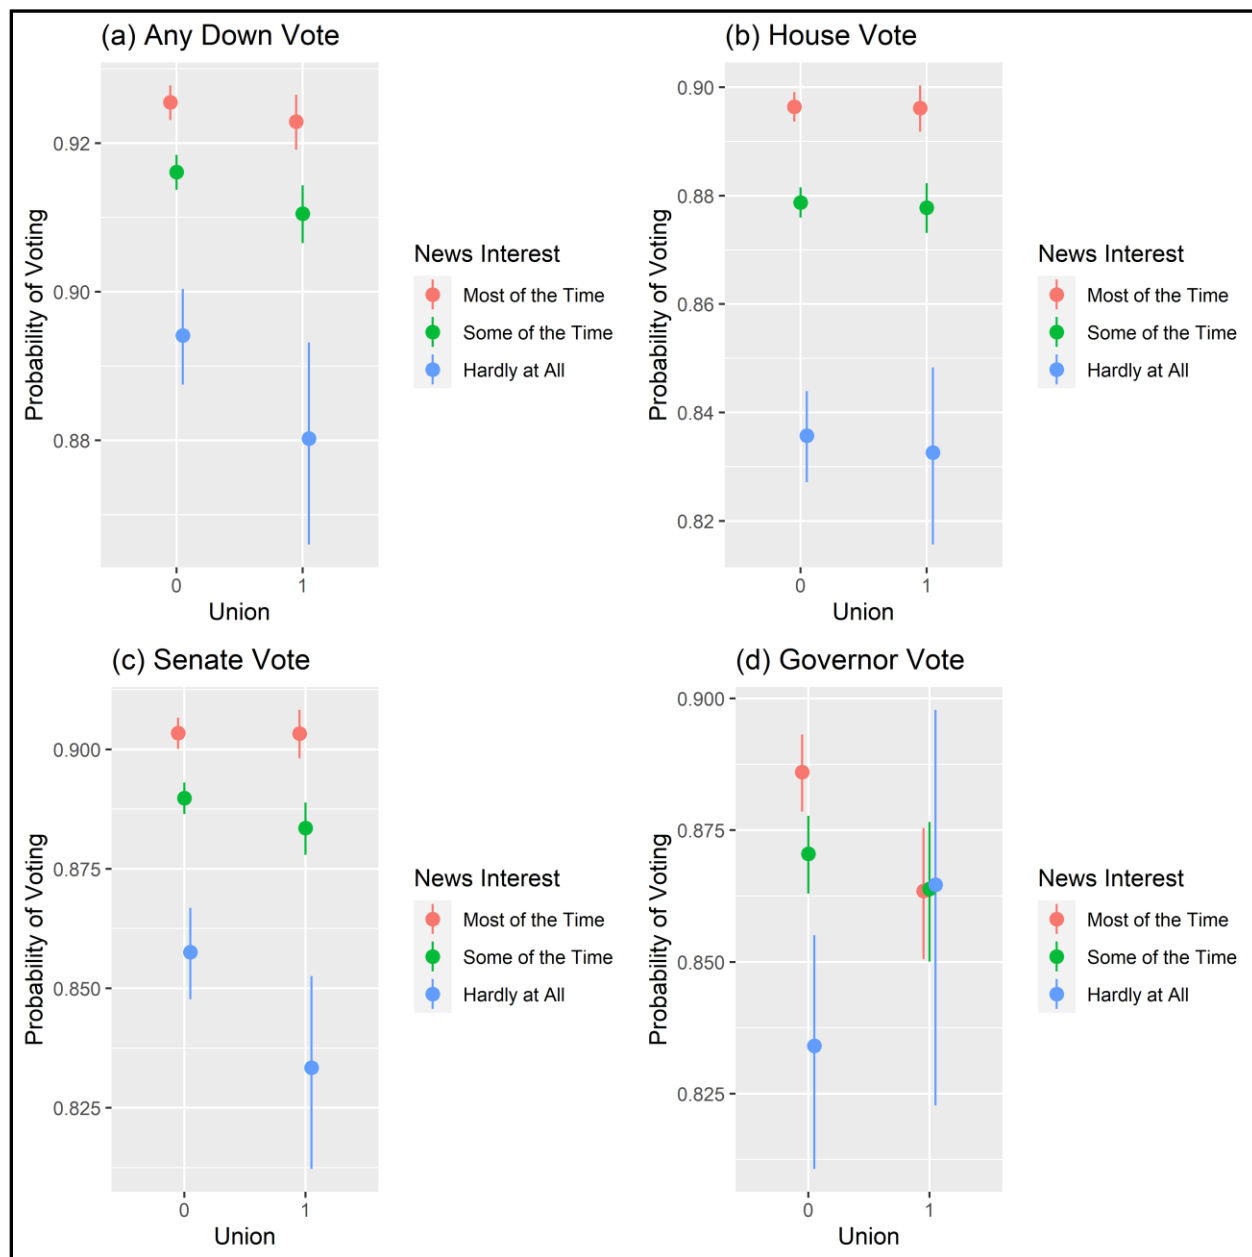 (a) Any Down Vote
Probability of Voting
0.92
0.90
0.88
0 1
Union
News Interest
Most of the Time
Some of the Time
Hardly at All
(b) House Vote
Probability of Voting
0.90
0.88
0.86
0.84
0.82
0 1
Union
News Interest
Most of the Time
Some of the Time
Hardly at All
(c) Senate Vote
Probability of Voting
0.900
0.875
0.850
0.825
0 1
Union
News Interest
Most of the Time
Some of the Time
Hardly at All
(d) Governor Vote
Probability of Voting
0.900
0.875
0.850
0.825
0 1
Union
News Interest
Most of the Time
Some of the Time
Hardly at All